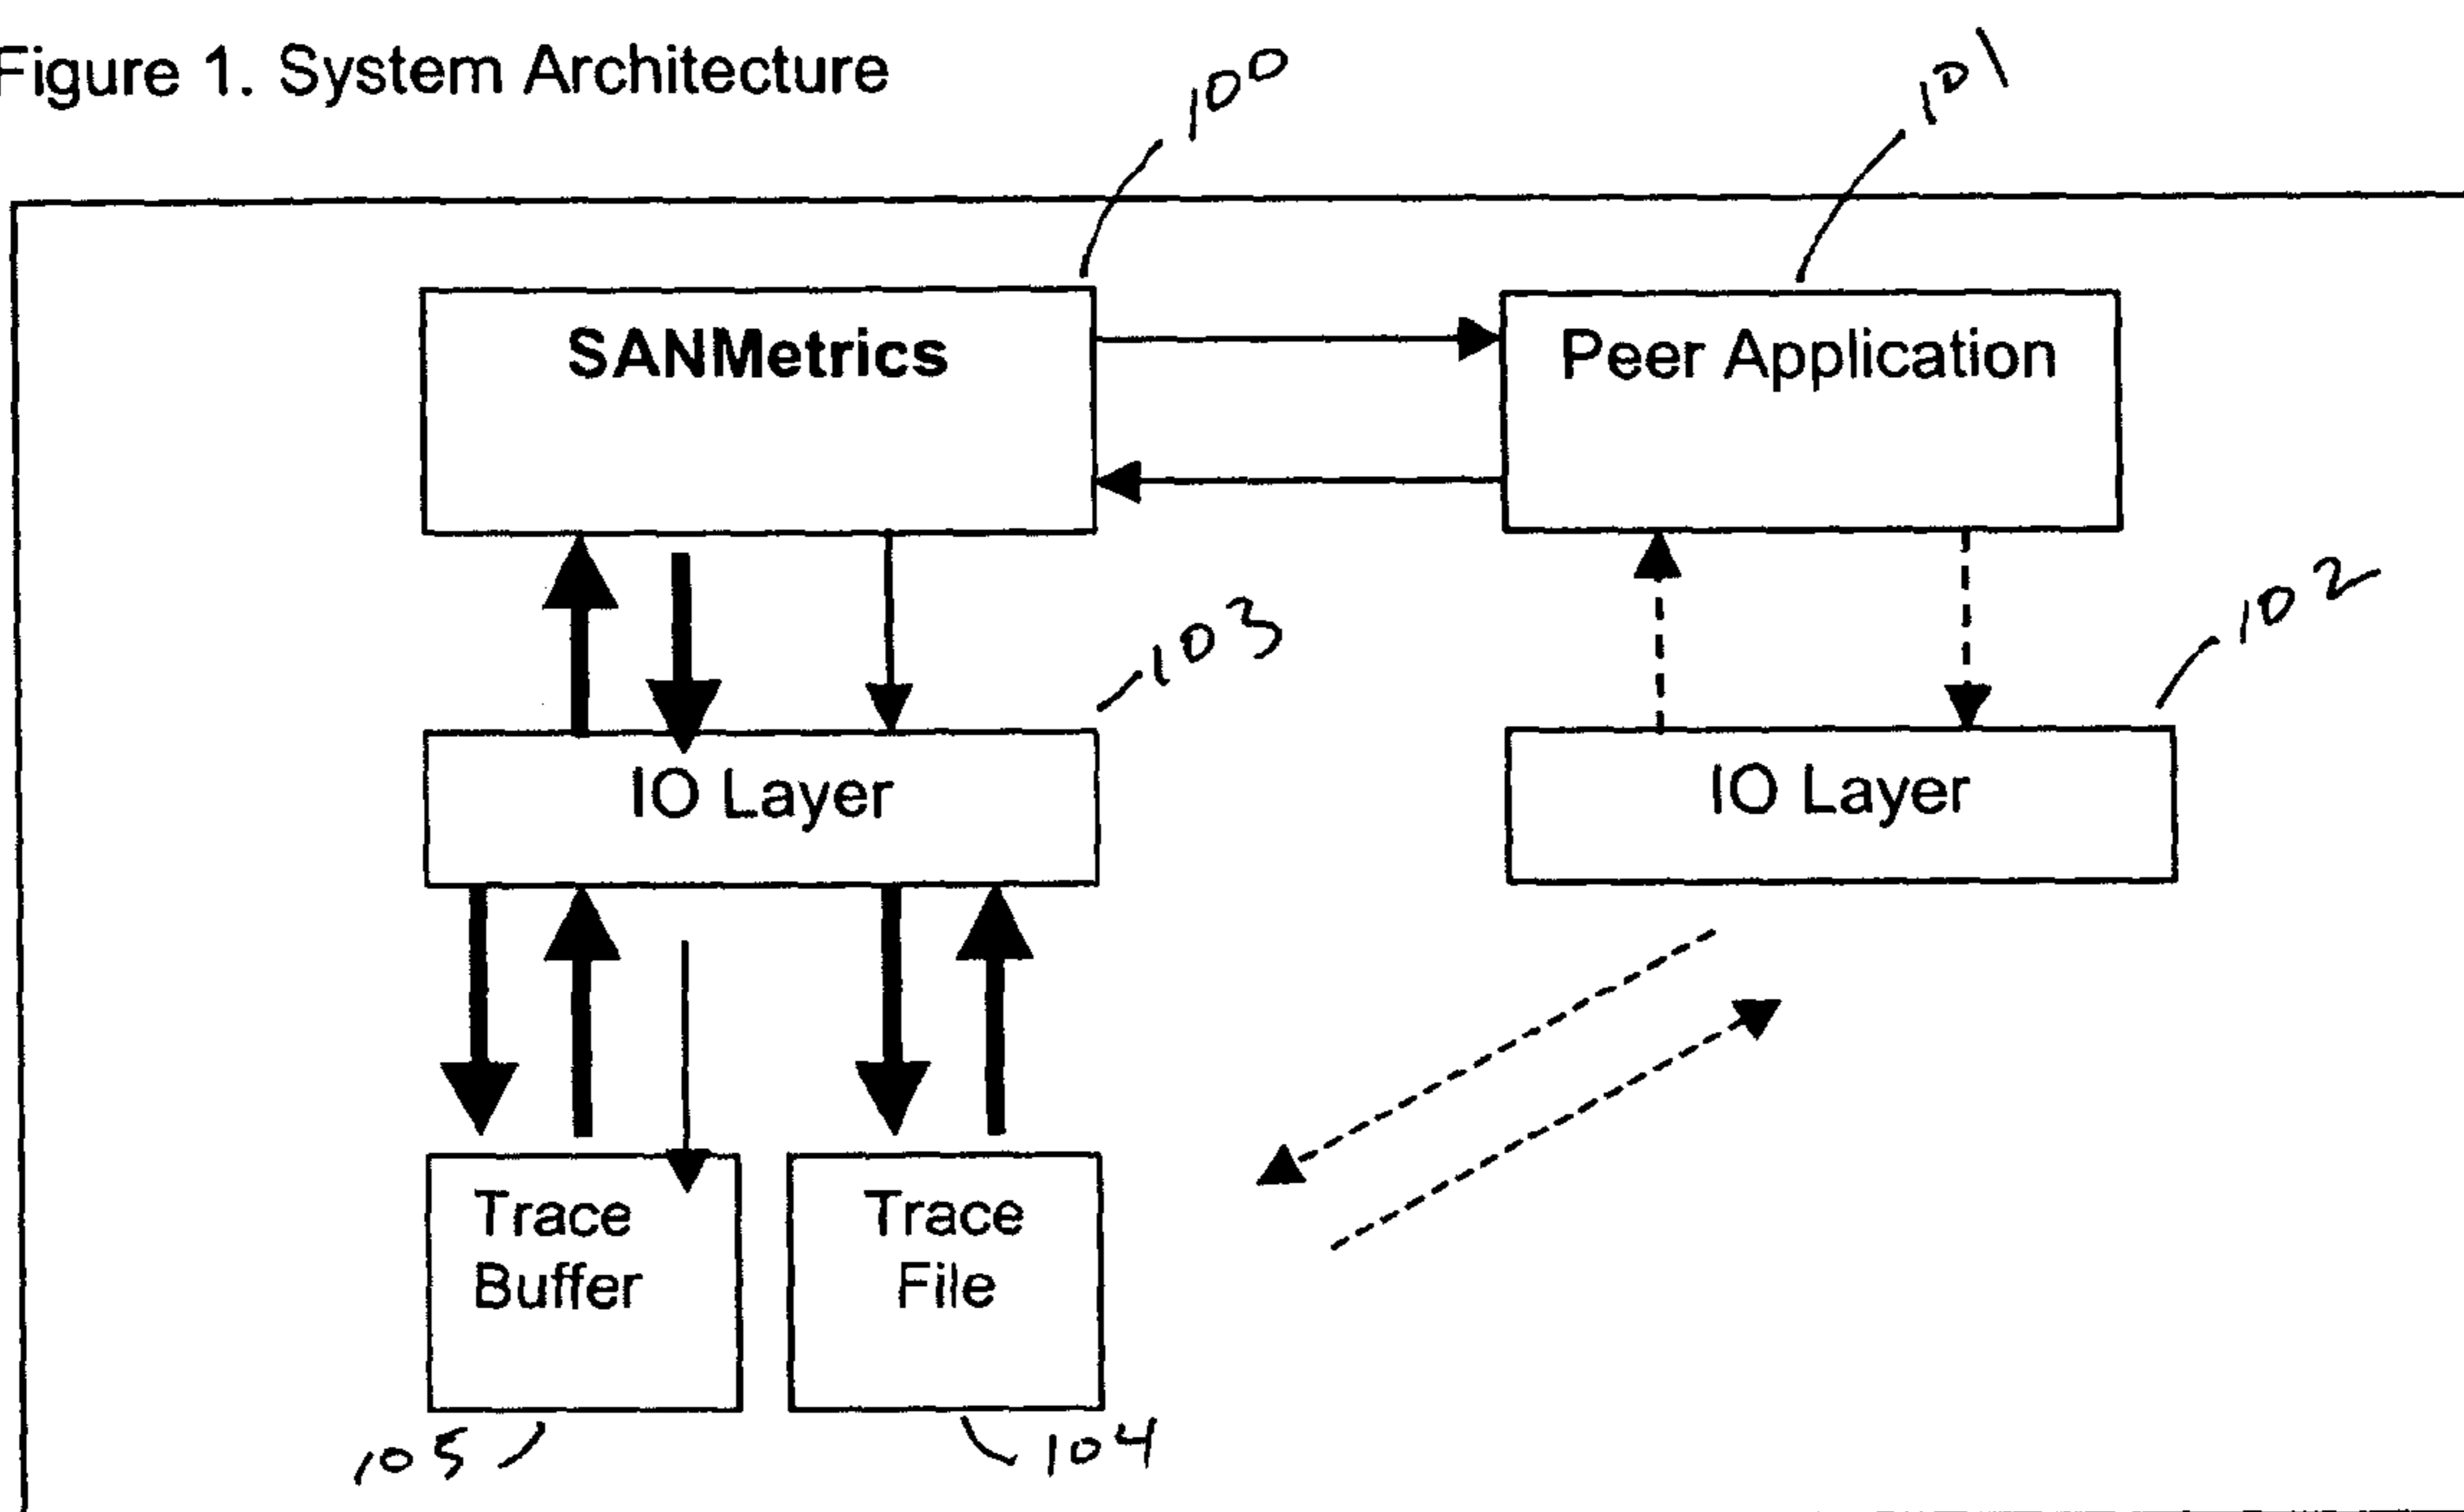 Figure 1. System Architecture
100
101
SANMetrics
Peer Application
103
102
IO Layer
IO Layer
Trace
Buffer
Trace
File
105
104